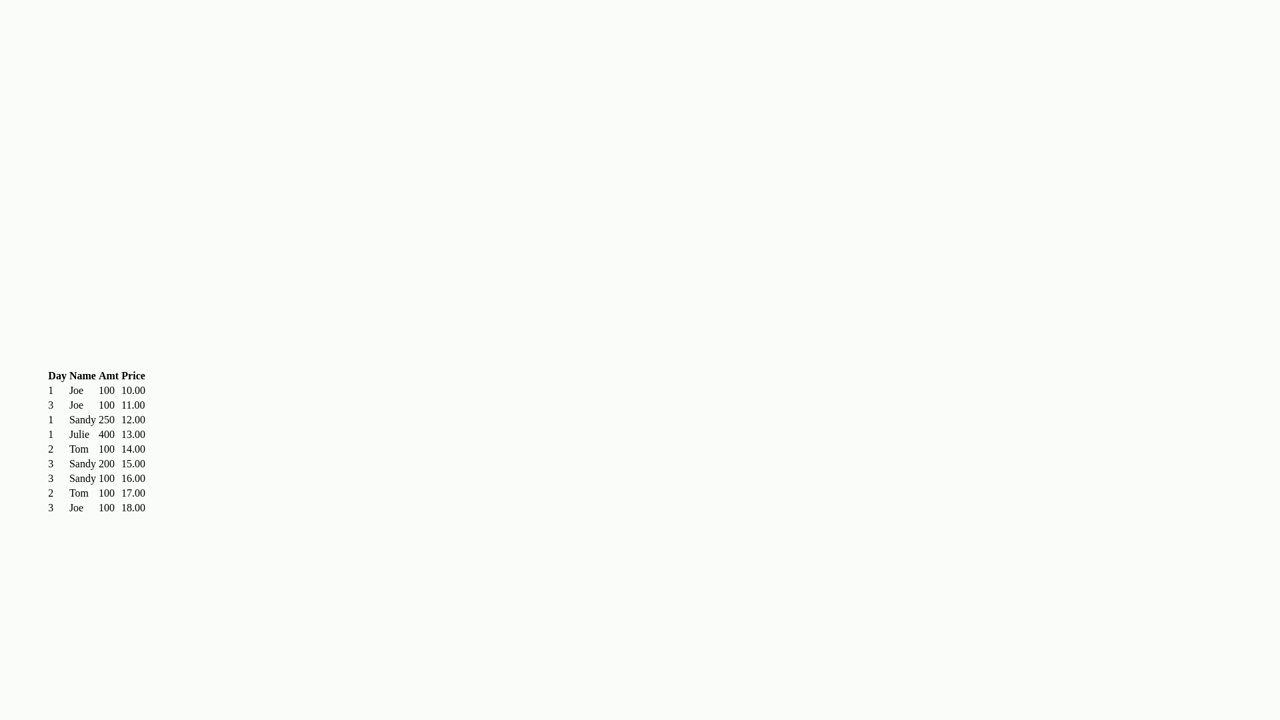 Day Name Amt Price
1 Joe 100 10.00
3 Joe 100 11.00
1 Sandy 250 12.00
1 Julie 400 13.00
2 Tom 100 14.00
3 Sandy 200 15.00
3 Sandy 100 16.00
2 Tom 100 17.00
3 Joe 100 18.00